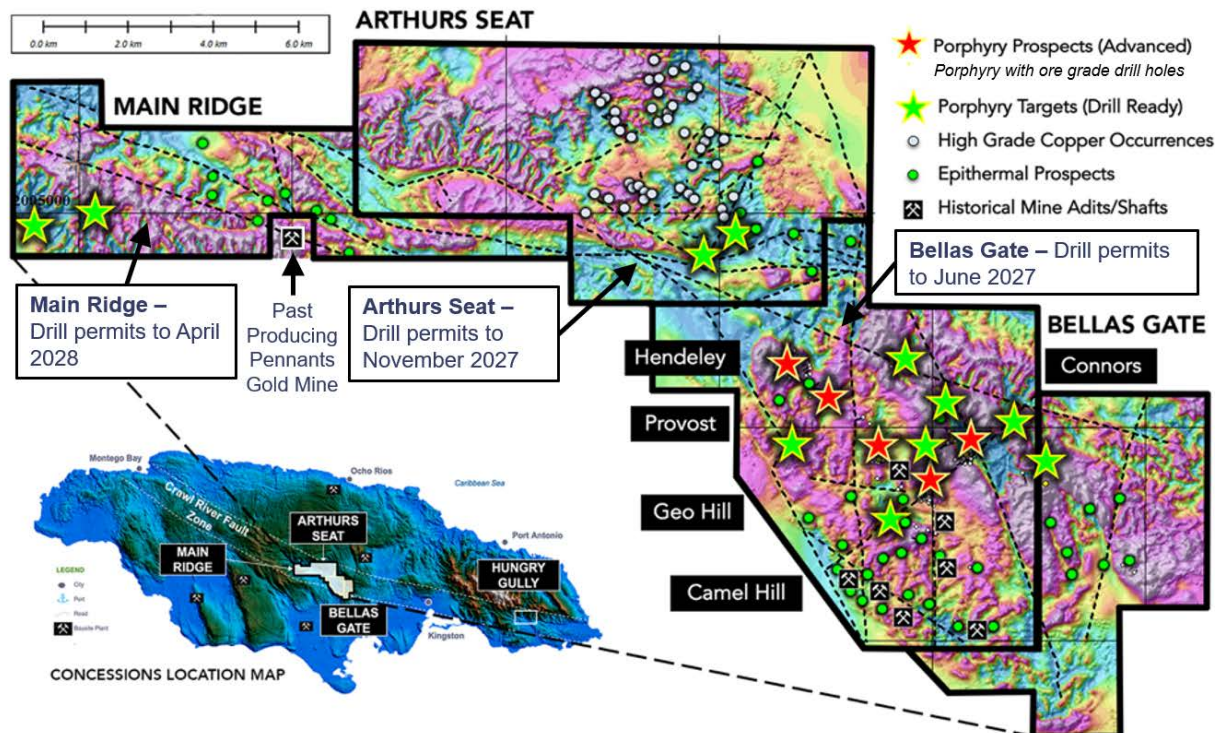 ARTHURS SEAT
0.0 km 2.0 km 4.0 km 6.0 km
MAIN RIDGE
Porphyry Prospects (Advanced)
Porphyry with ore grade drill holes
Porphyry Targets (Drill Ready)
High Grade Copper Occurrences
Epithermal Prospects
Historical Mine Adits/Shafts
Main Ridge –
Drill permits to April
2028
Past
Producing
Pennants
Gold Mine
Arthurs Seat –
Drill permits to
November 2027
Bellas Gate – Drill permits
to June 2027
BELLAS GATE
Hendeley
Connors
Provost
Geo Hill
Camel Hill
Montego Bay
Ocho Rios
Caribbean Sea
Crawl River Fault
Zone
ARTHURS
SEAT
Port Antonio
MAIN
RIDGE
HUNGRY
GULLY
LEGEND
City
Port
Road
Bauxite Plant
BELLAS
GATE
Kingston
CONCESSIONS LOCATION MAP